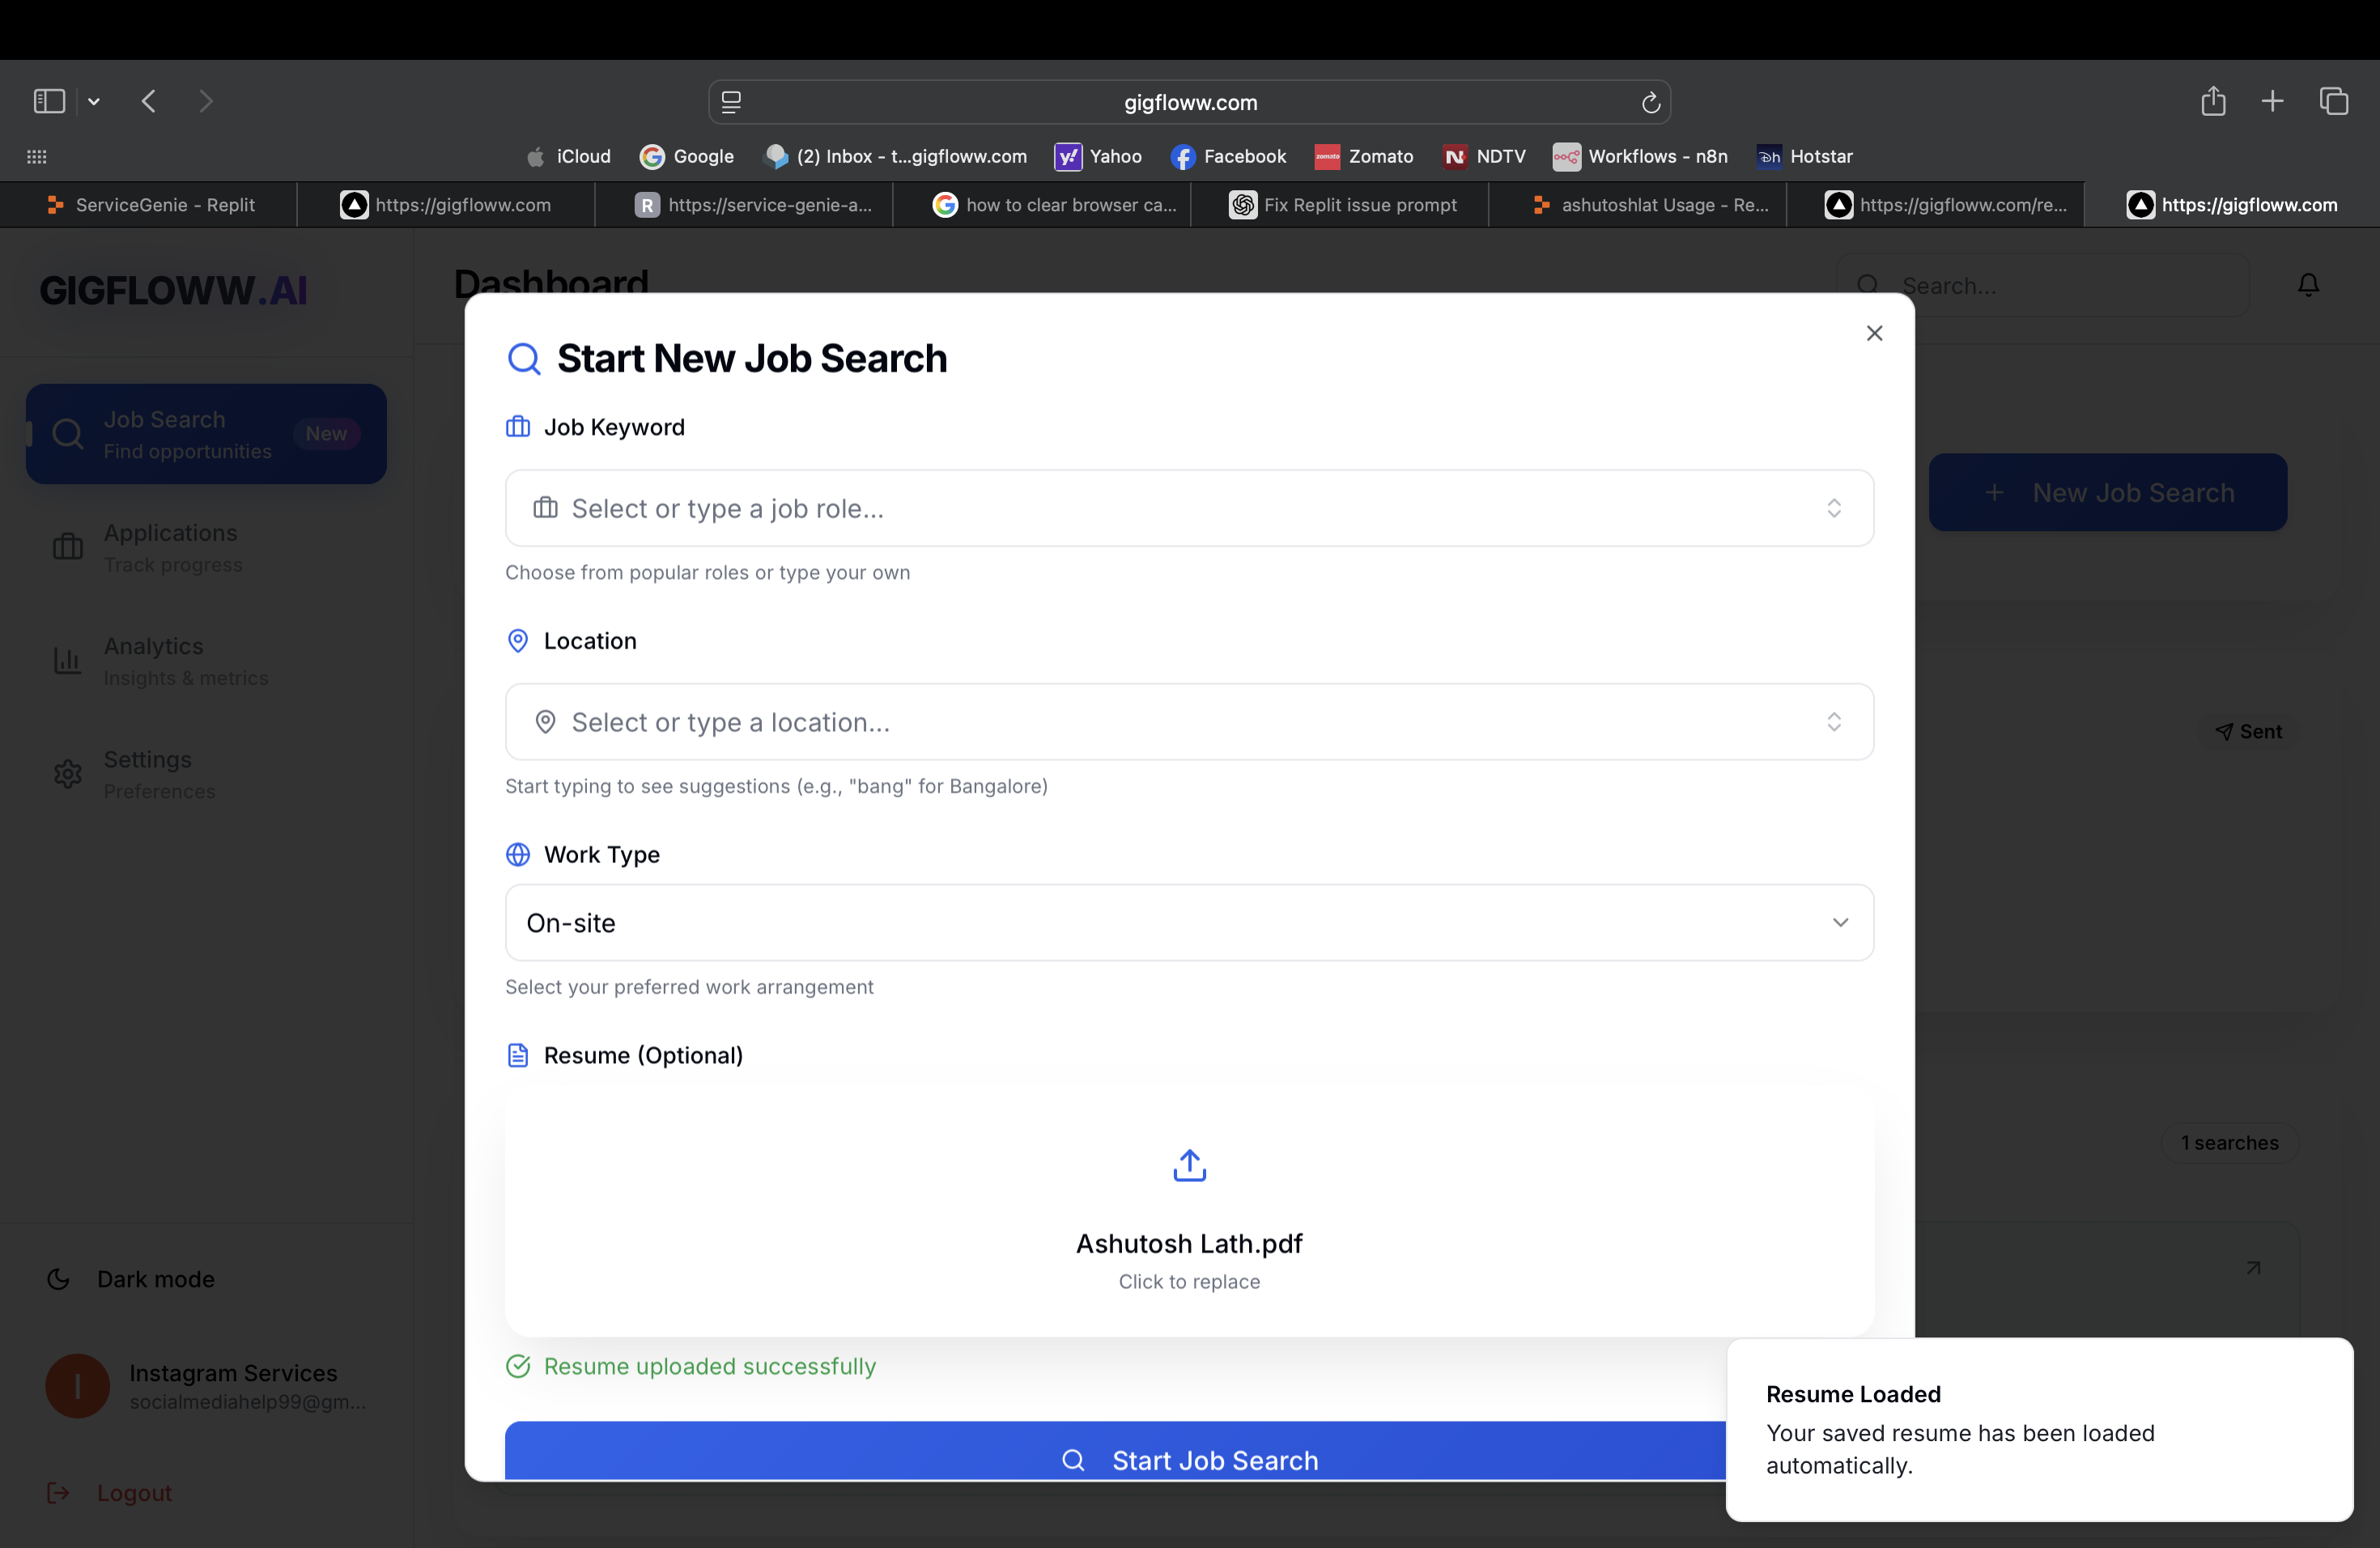 gigfloww.com
iCloud
Google
(2) Inbox - t...gigfloww.com
Yahoo
Facebook
zomato
Zomato
NDTV
Workflows - n8n
Hotstar
ServiceGenie - Replit
https://gigfloww.com
R
https://service-genie-a...
how to clear browser ca...
Fix Replit issue prompt
ashutoshlat Usage - Re...
https://gigfloww.com/re...
https://gigfloww.com
GIGFLOWW.AI
Job Search
Find opportunities
New
Applications
Track progress
Analytics
Insights & metrics
Settings
Preferences
Dark mode
I
Instagram Services
socialmediahelp99@gm...
Logout
Dashboard
Search...
New Job Search
Sent
1 searches
Start New Job Search
Job Keyword
Select or type a job role...
Choose from popular roles or type your own
Location
Select or type a location...
Start typing to see suggestions (e.g., "bang" for Bangalore)
Work Type
On-site
Select your preferred work arrangement
Resume (Optional)
Ashutosh Lath.pdf
Click to replace
Resume uploaded successfully
Start Job Search
Resume Loaded
Your saved resume has been loaded
automatically.